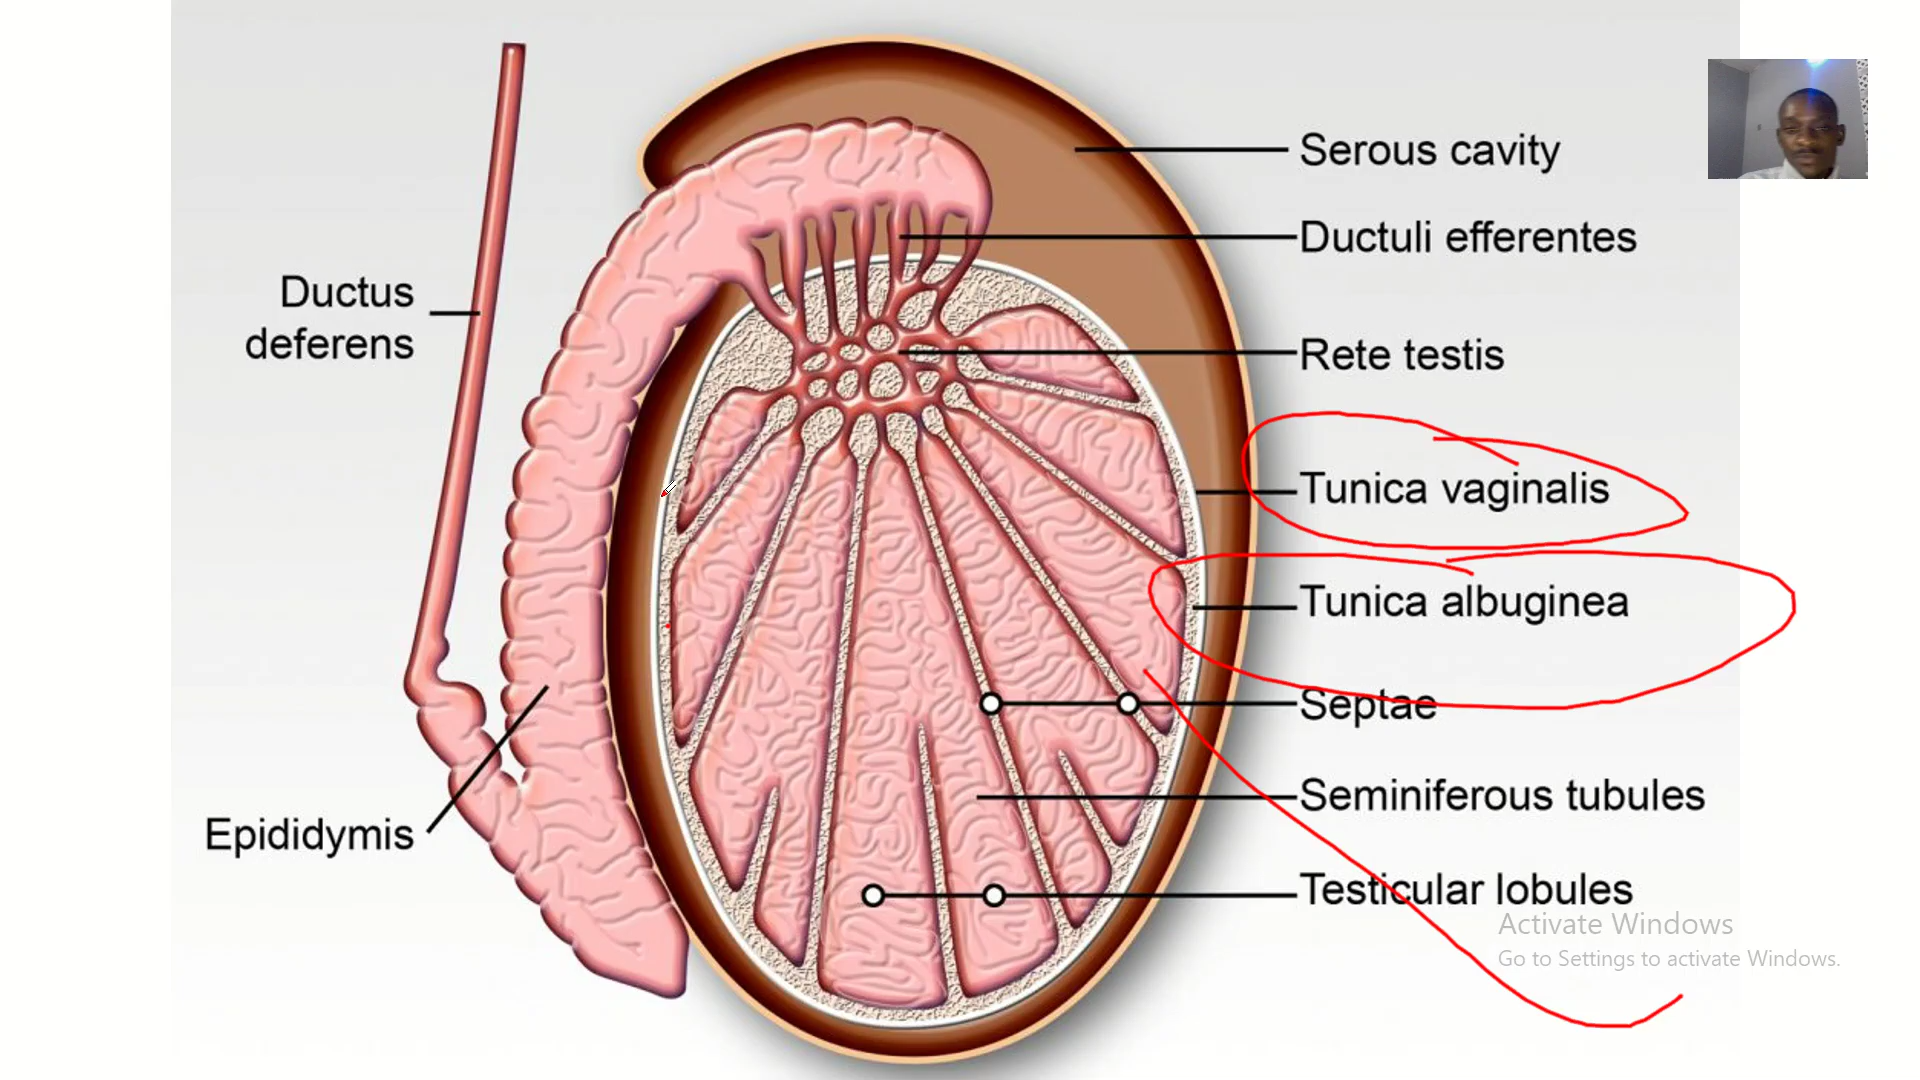 Serous cavity
Ductuli efferentes
Ductus
deferens
Rete testis
Tunica vaginalis
Tunica albuginea
Septae
Seminiferous tubules
Epididymis
Testicular lobules
Activate Windows
Go to Settings to activate Windows.